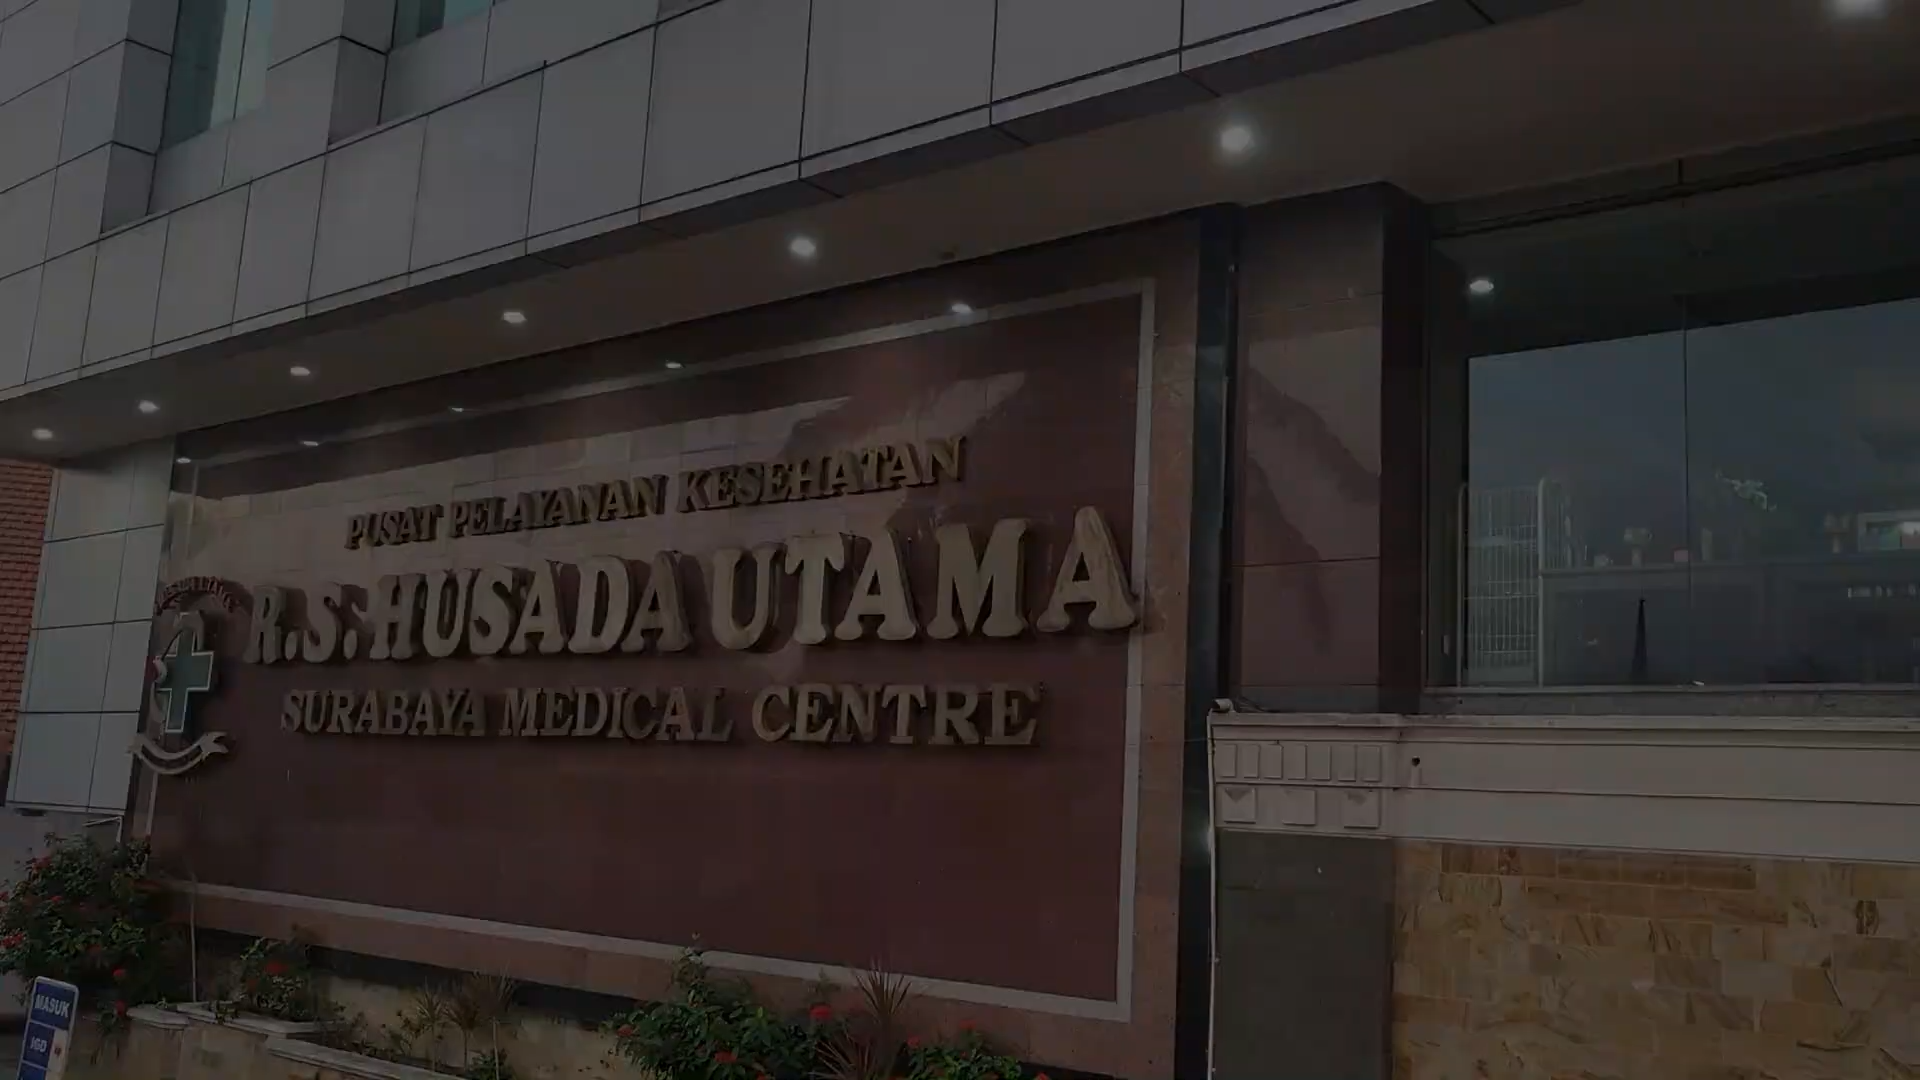 PUSAT PELAYANAN KESEHATAN
R.S. HUSADA UTAMA
SURABAYA MEDICAL CENTRE
MASUK
IGD